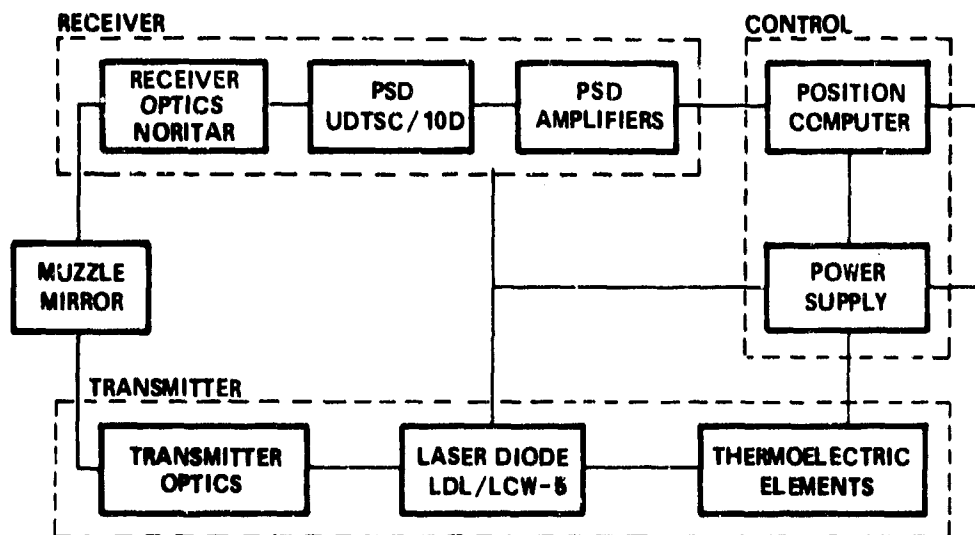 RECEIVER
CONTROL
RECEIVER
OPTICS
NORITAR
PSD
UDTSC/10D
PSD
AMPLIFIERS
POSITION
COMPUTER
MUZZLE
MIRROR
POWER
SUPPLY
TRANSMITTER
TRANSMITTER
OPTICS
LASER DIODE
LDL/LCW-5
THERMOELECTRIC
ELEMENTS